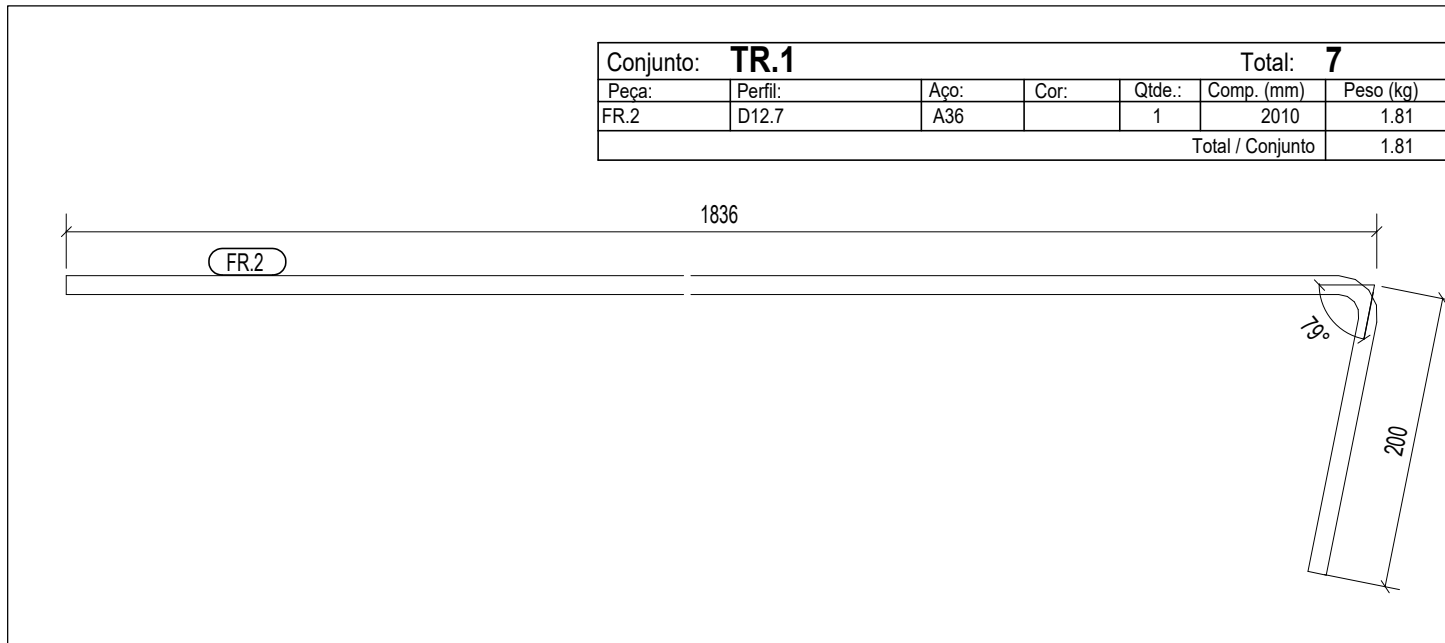 Conjunto: TR.1 Total: 7
Peça: Perfil: Aço: Cor: Qtde.: Comp. (mm) Peso (kg)
FR.2 D12.7 A36 1 2010 1.81
Total / Conjunto 1.81
1836
FR.2
79°
200